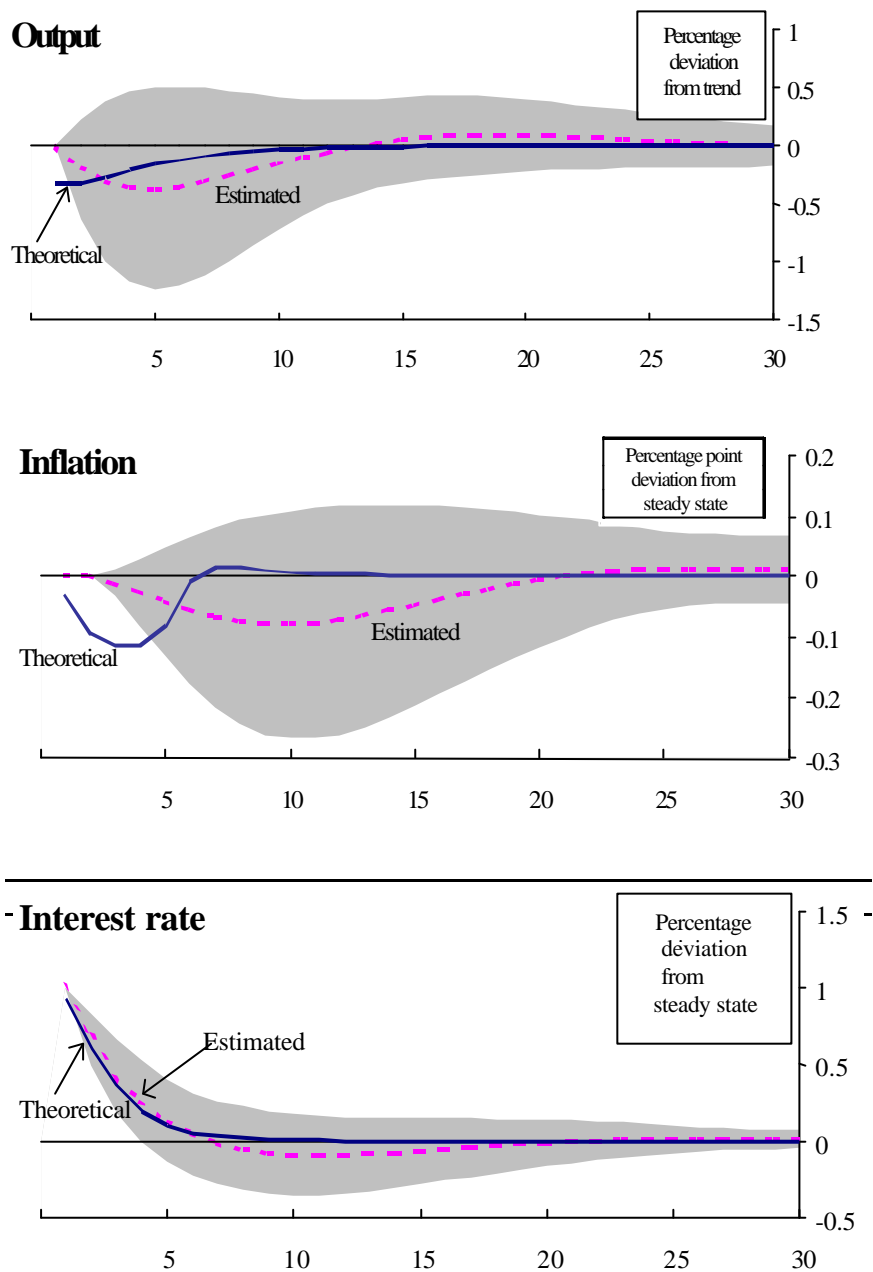 Output
Percentage
deviation
from trend
1
0.5
0
-0.5
-1
-1.5
Estimated
Theoretical
5 10 15 20 25 30
Inflation
Percentage point
deviation from
steady state
0.2
0.1
0
-0.1
-0.2
-0.3
Theoretical
Estimated
5 10 15 20 25 30
Interest rate
Percentage
deviation
from
steady state
1.5
1
0.5
0
-0.5
Estimated
Theoretical
5 10 15 20 25 30